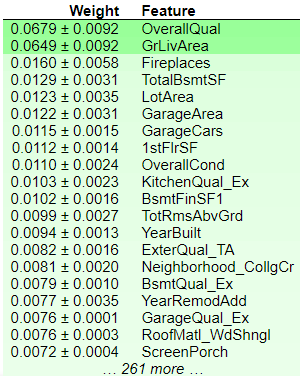 Weight Feature
0.0679 ± 0.0092 OverallQual
0.0649 ± 0.0092 GrLivArea
0.0160 ± 0.0058 Fireplaces
0.0129 ± 0.0031 TotalBsmtSF
0.0123 ± 0.0035 LotArea
0.0122 ± 0.0031 GarageArea
0.0115 ± 0.0015 GarageCars
0.0112 ± 0.0014 1stFlrSF
0.0110 ± 0.0024 OverallCond
0.0103 ± 0.0023 KitchenQual_Ex
0.0102 ± 0.0016 BsmtFinSF1
0.0099 ± 0.0027 TotRmsAbvGrd
0.0094 ± 0.0013 YearBuilt
0.0082 ± 0.0016 ExterQual_TA
0.0081 ± 0.0020 Neighborhood_CollgCr
0.0079 ± 0.0010 BsmtQual_Ex
0.0077 ± 0.0035 YearRemodAdd
0.0076 ± 0.0001 GarageQual_Ex
0.0076 ± 0.0003 RoofMatl_WdShngl
0.0072 ± 0.0004 ScreenPorch
… 261 more …